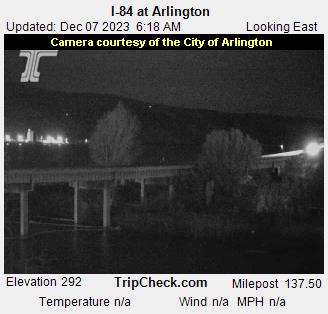 I-84 at Arlington
Updated: Dec 07 2023 6:18 AM Looking East
Camera courtesy of the City of Arlington
Elevation 292 TripCheck.com Milepost 137.50
Temperature n/a Wind n/a MPH n/a